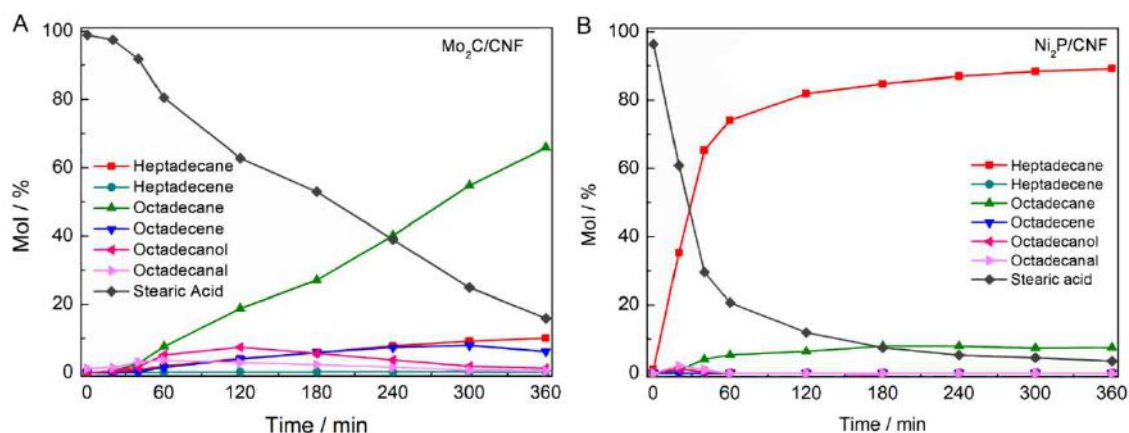 A
Mo₂C/CNF
Mol / %
100
80
60
40
20
0
Heptadecane
Heptadecene
Octadecane
Octadecene
Octadecanol
Octadecanal
Stearic Acid
0 60 120 180 240 300 360
Time / min
B
Ni₂P/CNF
Mol / %
100
80
60
40
20
0
Heptadecane
Heptadecene
Octadecane
Octadecene
Octadecanol
Octadecanal
Stearic acid
0 60 120 180 240 300 360
Time / min